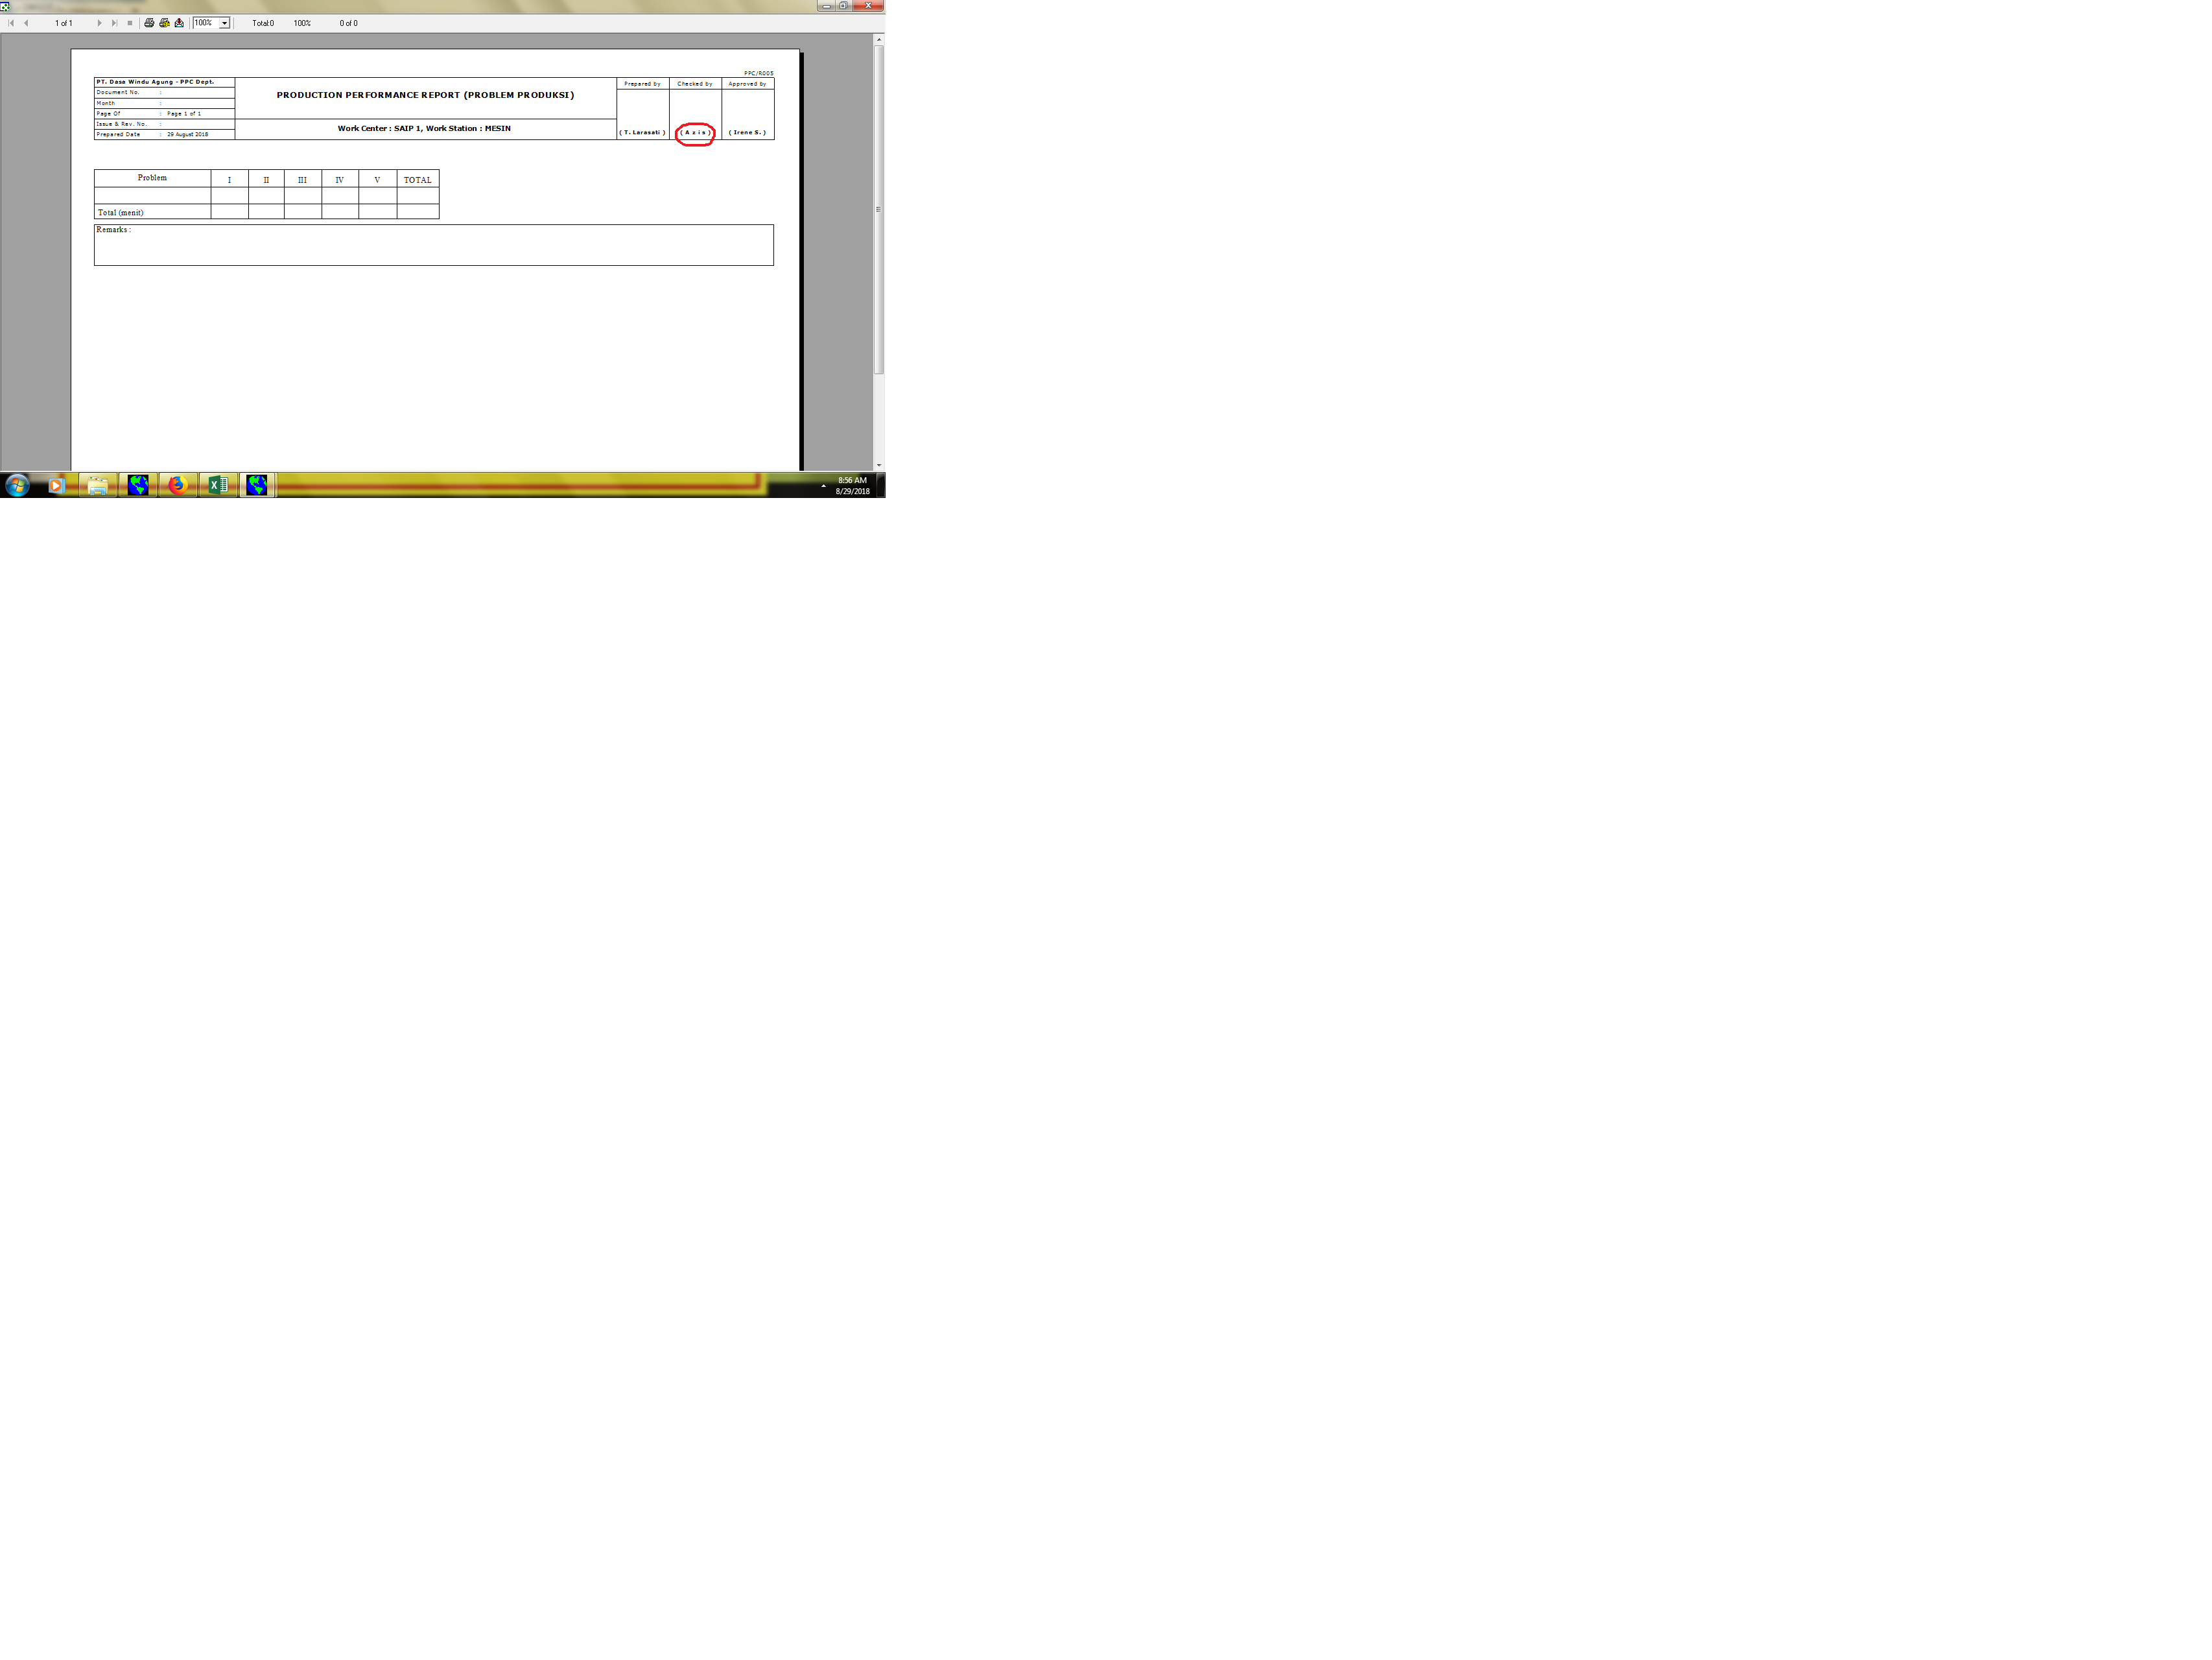 1 of 1 100% Total:0 100% 0 of 0
PPC/R005
PT. Dasa Windu Agung - PPC Dept.
Document No. :
Month :
Page Of : Page 1 of 1
Issue & Rev. No. :
Prepared Date : 29 August 2018
PRODUCTION PERFORMANCE REPORT (PROBLEM PRODUKSI)
Work Center : SAIP 1, Work Station : MESIN
Prepared by Checked by Approved by
( T. Larasati ) ( A z i s ) ( Irene S. )
Problem I II III IV V TOTAL
Total (menit)
Remarks :
8:56 AM
8/29/2018